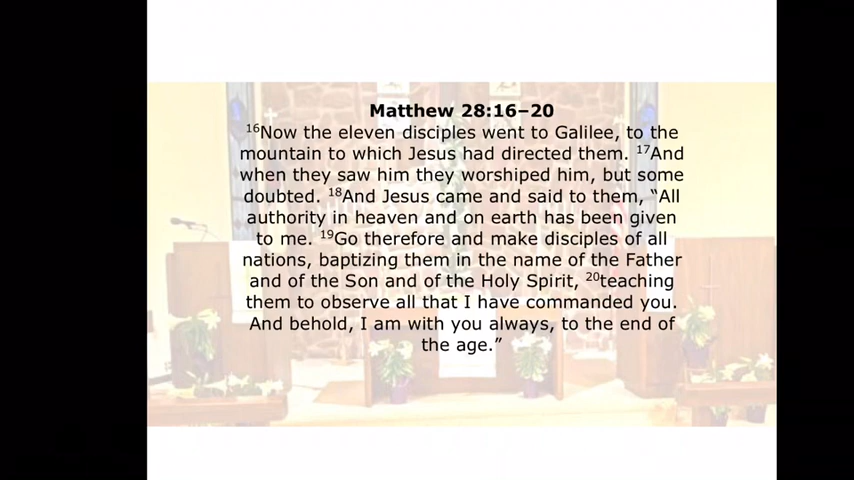 Matthew 28:16–20
16Now the eleven disciples went to Galilee, to the
mountain to which Jesus had directed them. 17And
when they saw him they worshiped him, but some
doubted. 18And Jesus came and said to them, “All
authority in heaven and on earth has been given
to me. 19Go therefore and make disciples of all
nations, baptizing them in the name of the Father
and of the Son and of the Holy Spirit, 20teaching
them to observe all that I have commanded you.
And behold, I am with you always, to the end of
the age.”